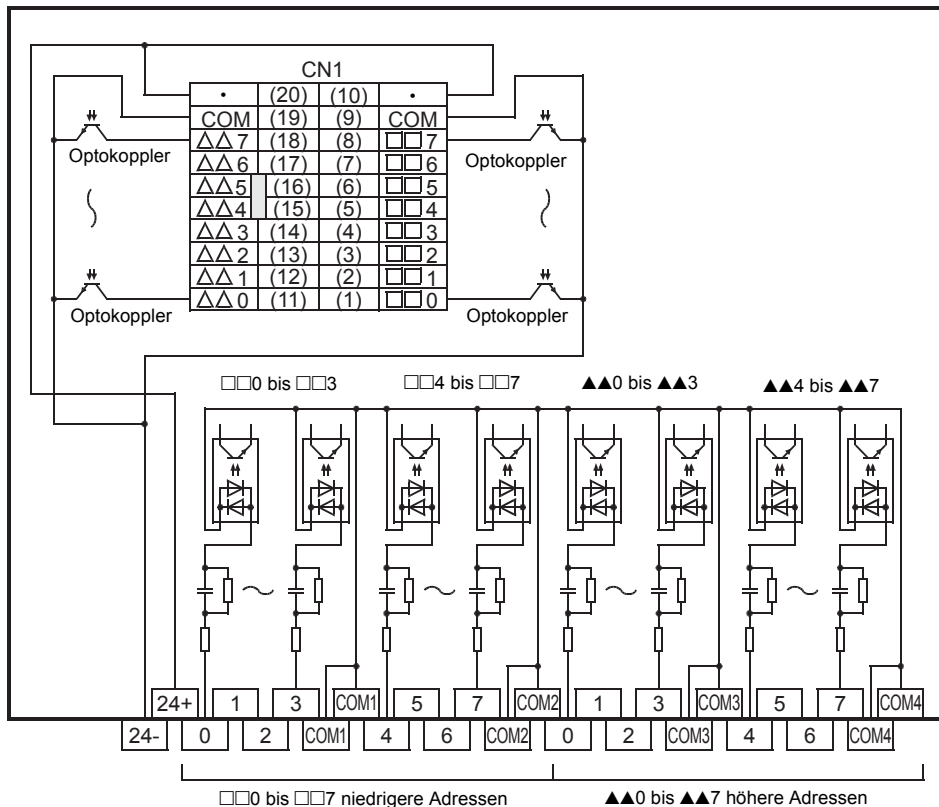 CN1
• (20) (10) •
COM (19) (9) COM
△△7 (18) (8) □□7
△△6 (17) (7) □□6
△△5 (16) (6) □□5
△△4 (15) (5) □□4
△△3 (14) (4) □□3
△△2 (13) (3) □□2
△△1 (12) (2) □□1
△△0 (11) (1) □□0
Optokoppler Optokoppler
Optokoppler Optokoppler
□□0 bis □□3 □□4 bis □□7 ▲▲0 bis ▲▲3 ▲▲4 bis ▲▲7
24+ 1 3 COM1 5 7 COM2 1 3 COM3 5 7 COM4
24- 0 2 COM1 4 6 COM2 0 2 COM3 4 6 COM4
□□0 bis □□7 niedrigere Adressen ▲▲0 bis ▲▲7 höhere Adressen